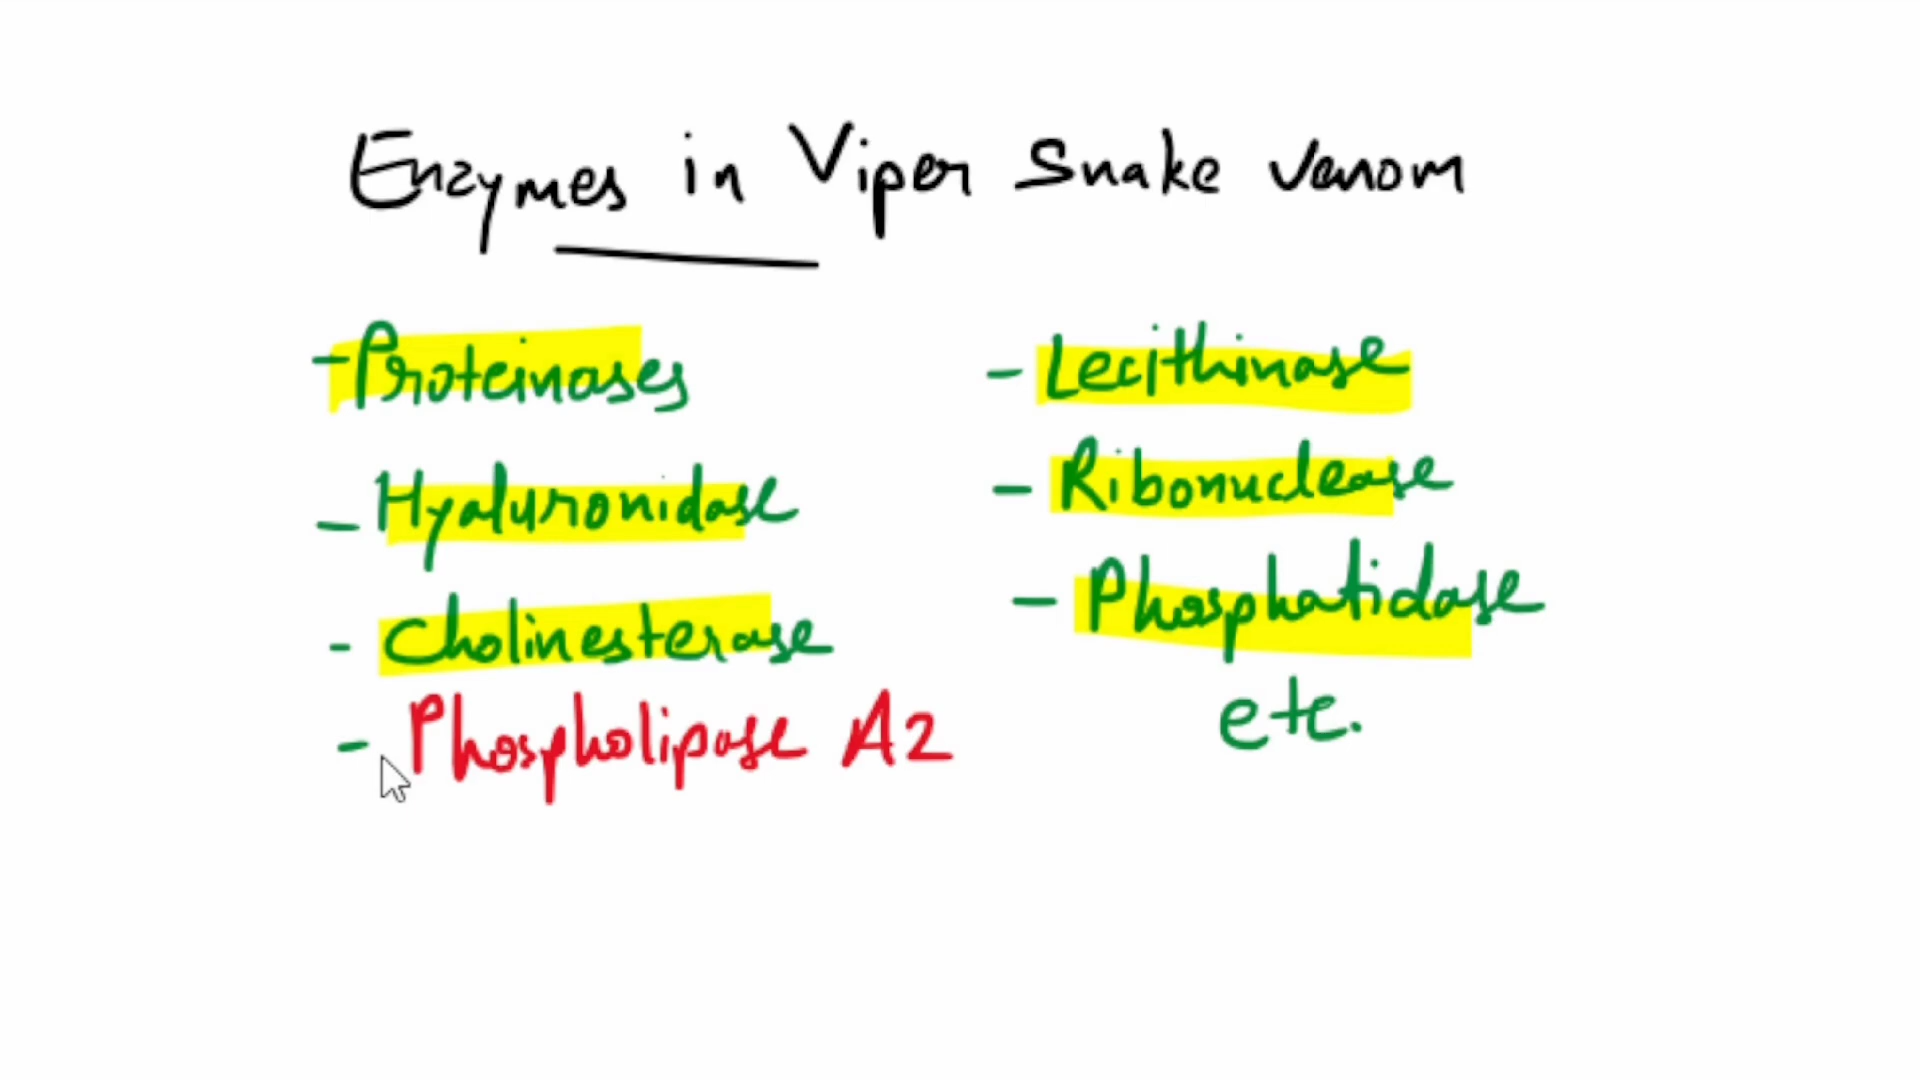 Enzymes in Viper Snake venom
- Proteinases
- Hyaluronidase
- Cholinesterase
- Phospholipase A2
- Lecithinase
- Ribonuclease
- Phosphatidase
etc.